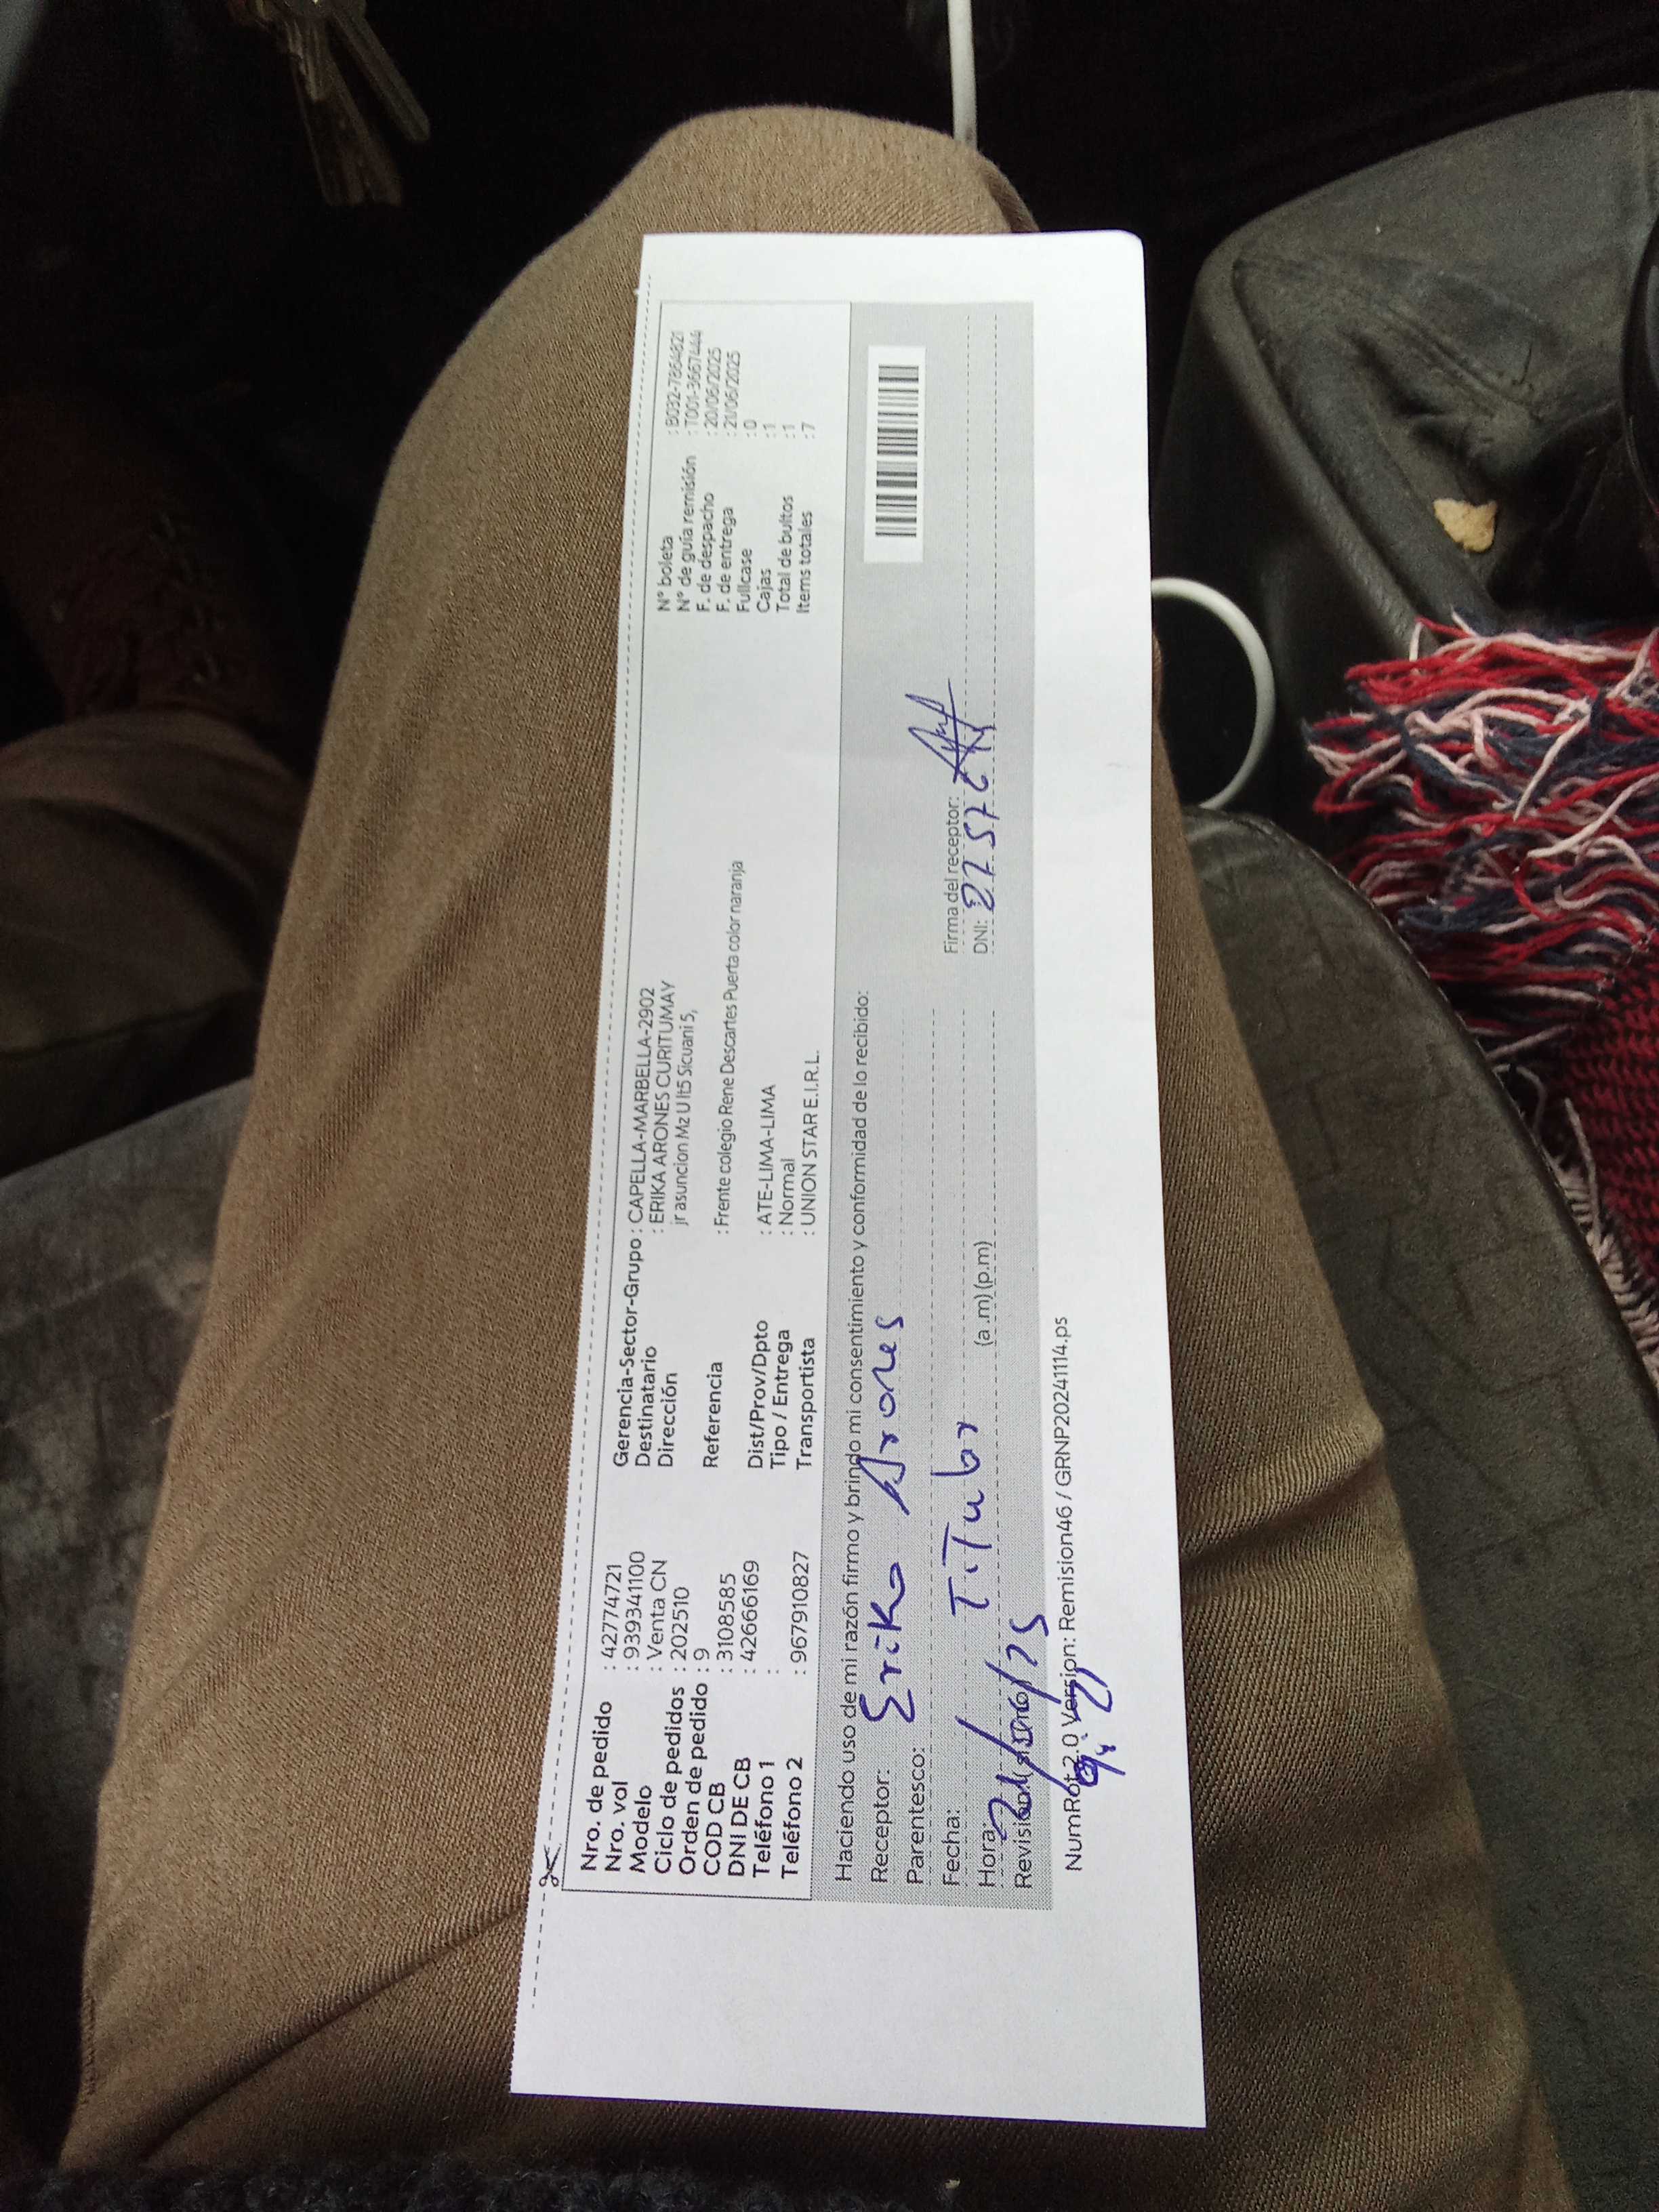 Nro. de pedido : 42774721
Nro. vol : 939341100
Modelo : Venta CN
Ciclo de pedidos : 202510
Orden de pedido : 9
COD CB : 3108585
DNI DE CB : 42666169
Teléfono 1 :
Teléfono 2 : 967910827
Gerencia-Sector-Grupo : CAPELLA-MARBELLA-2902
Destinatario : ERIKA ARONES CURITUMAY
Dirección jr asuncion Mz U lt5 Sicuani 5,
Referencia : Frente colegio Rene Descartes Puerta color naranja
Dist/Prov/Dpto : ATE-LIMA-LIMA
Tipo / Entrega : Normal
Transportista : UNION STAR E.I.R.L.
N° boleta : B032-7664821
N° de guía remisión : T001-36674444
F. de despacho : 20/06/2025
F. de entrega : 21/06/2025
Fullcase : 0
Cajas : 1
Total de bultos : 1
Items totales : 7
Haciendo uso de mi razón firmo y brindo mi consentimiento y conformidad de lo recibido:
Receptor: Erika Arones
Parentesco:
Firma del receptor:
Fecha: Titular
DNI:
Hora: 21/06/25 (a .m) (p.m)
NumRot 2.0 Version: Remision46 / GRNP20241114.ps